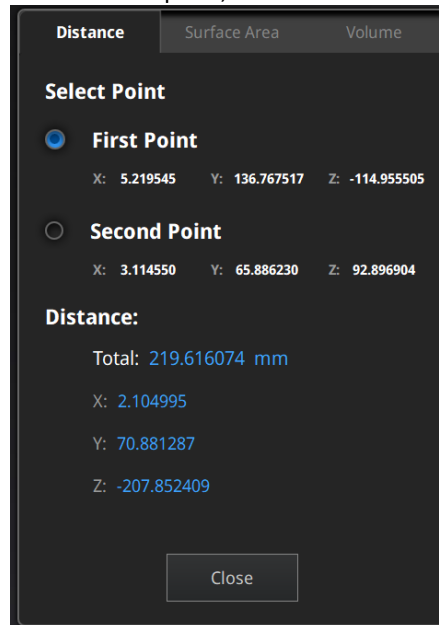 Distance Surface Area Volume
Select Point
First Point
X: 5.219545 Y: 136.767517 Z: -114.955505
Second Point
X: 3.114550 Y: 65.886230 Z: 92.896904
Distance:
Total: 219.616074 mm
X: 2.104995
Y: 70.881287
Z: -207.852409
Close